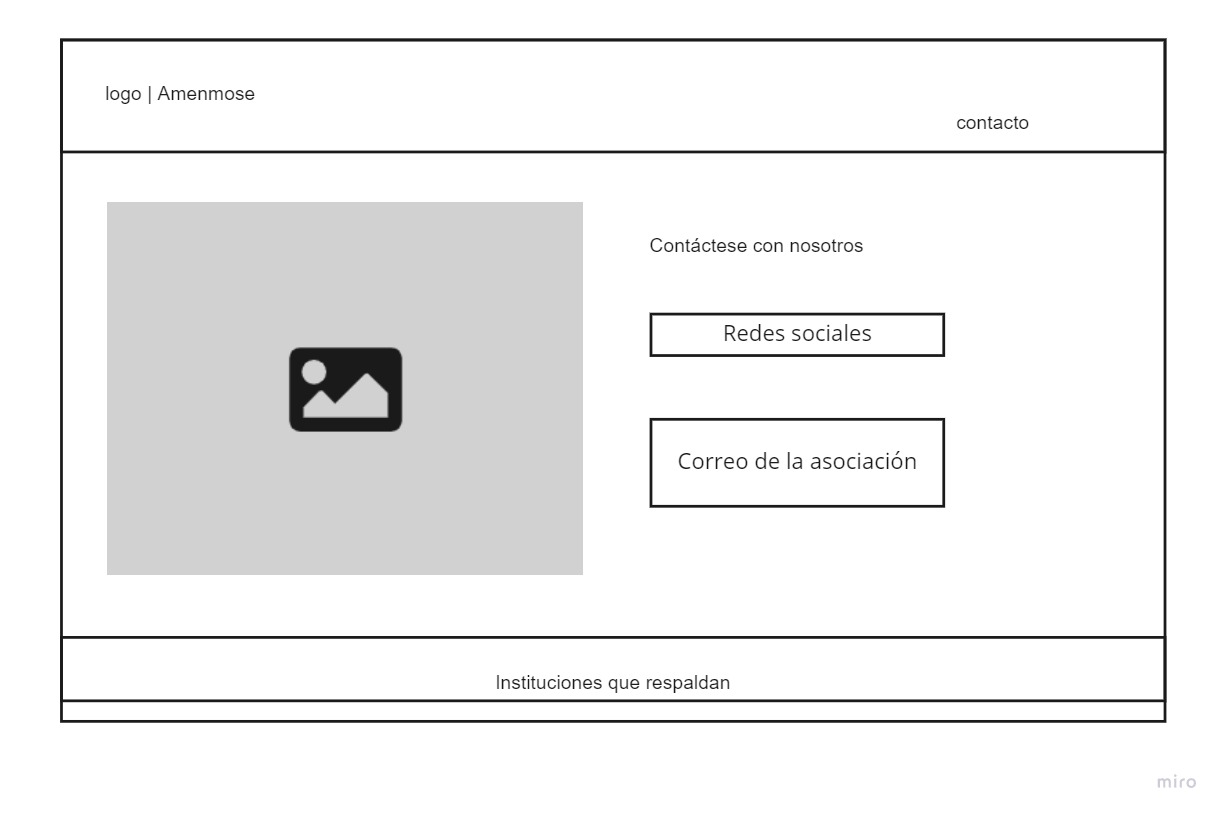 logo | Amenmose
contacto
Contáctese con nosotros
Redes sociales
Correo de la asociación
Instituciones que respaldan
miro